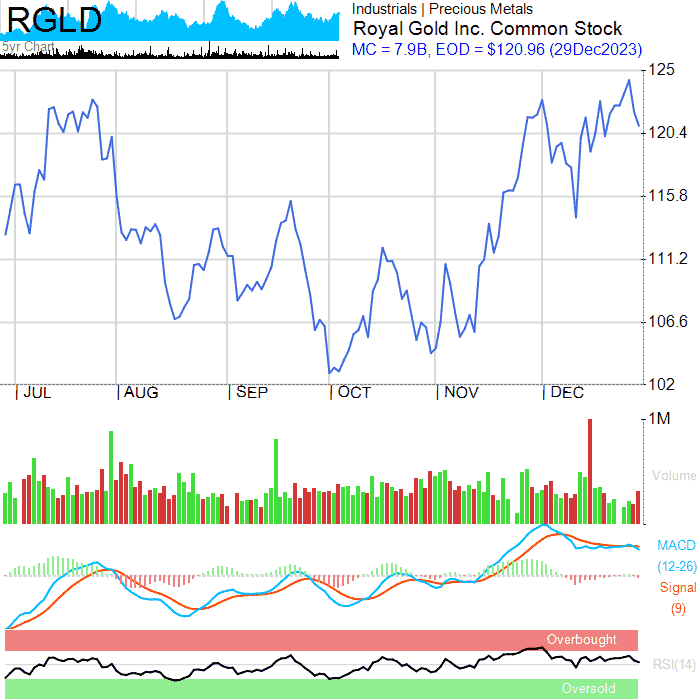 RGLD
5yr Chart
Industrials | Precious Metals
Royal Gold Inc. Common Stock
MC = 7.9B, EOD = $120.96 (29Dec2023)
125
120.4
115.8
111.2
106.6
102
JUL
AUG
SEP
OCT
NOV
DEC
1M
Volume
MACD
(12-26)
Signal
(9)
Overbought
RSI(14)
Oversold